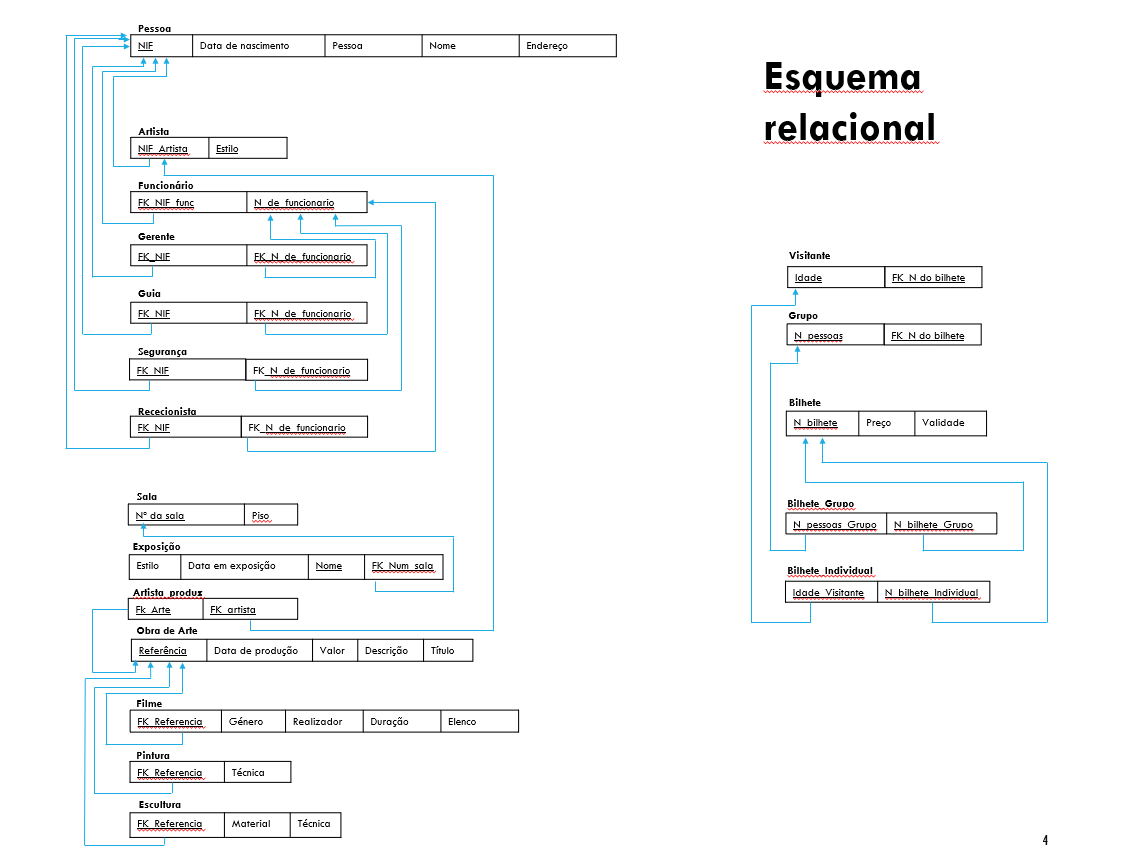 Esquema
relacional
Pessoa
NIF Data de nascimento Pessoa Nome Endereço
Artista
NIF_Artista Estilo
Funcionário
FK_NIF_func N_de_funcionario
Gerente
FK_NIF FK_N_de_funcionario
Guia
FK_NIF FK_N_de_funcionario
Segurança
FK_NIF FK_N_de_funcionario
Rececionista
FK_NIF FK_N_de_funcionario
Sala
Nº da sala Piso
Exposição
Estilo Data em exposição Nome FK_Num_sala
Artista_produz
Fk_Arte FK_artista
Obra de Arte
Referência Data de produção Valor Descrição Título
Filme
FK_Referencia Género Realizador Duração Elenco
Pintura
FK_Referencia Técnica
Escultura
FK_Referencia Material Técnica
Visitante
Idade FK_N do bilhete
Grupo
N_pessoas FK_N do bilhete
Bilhete
N_bilhete Preço Validade
Bilhete_Grupo
N_pessoas_Grupo N_bilhete_Grupo
Bilhete_Individual
Idade_Visitante N_bilhete_Individual
4